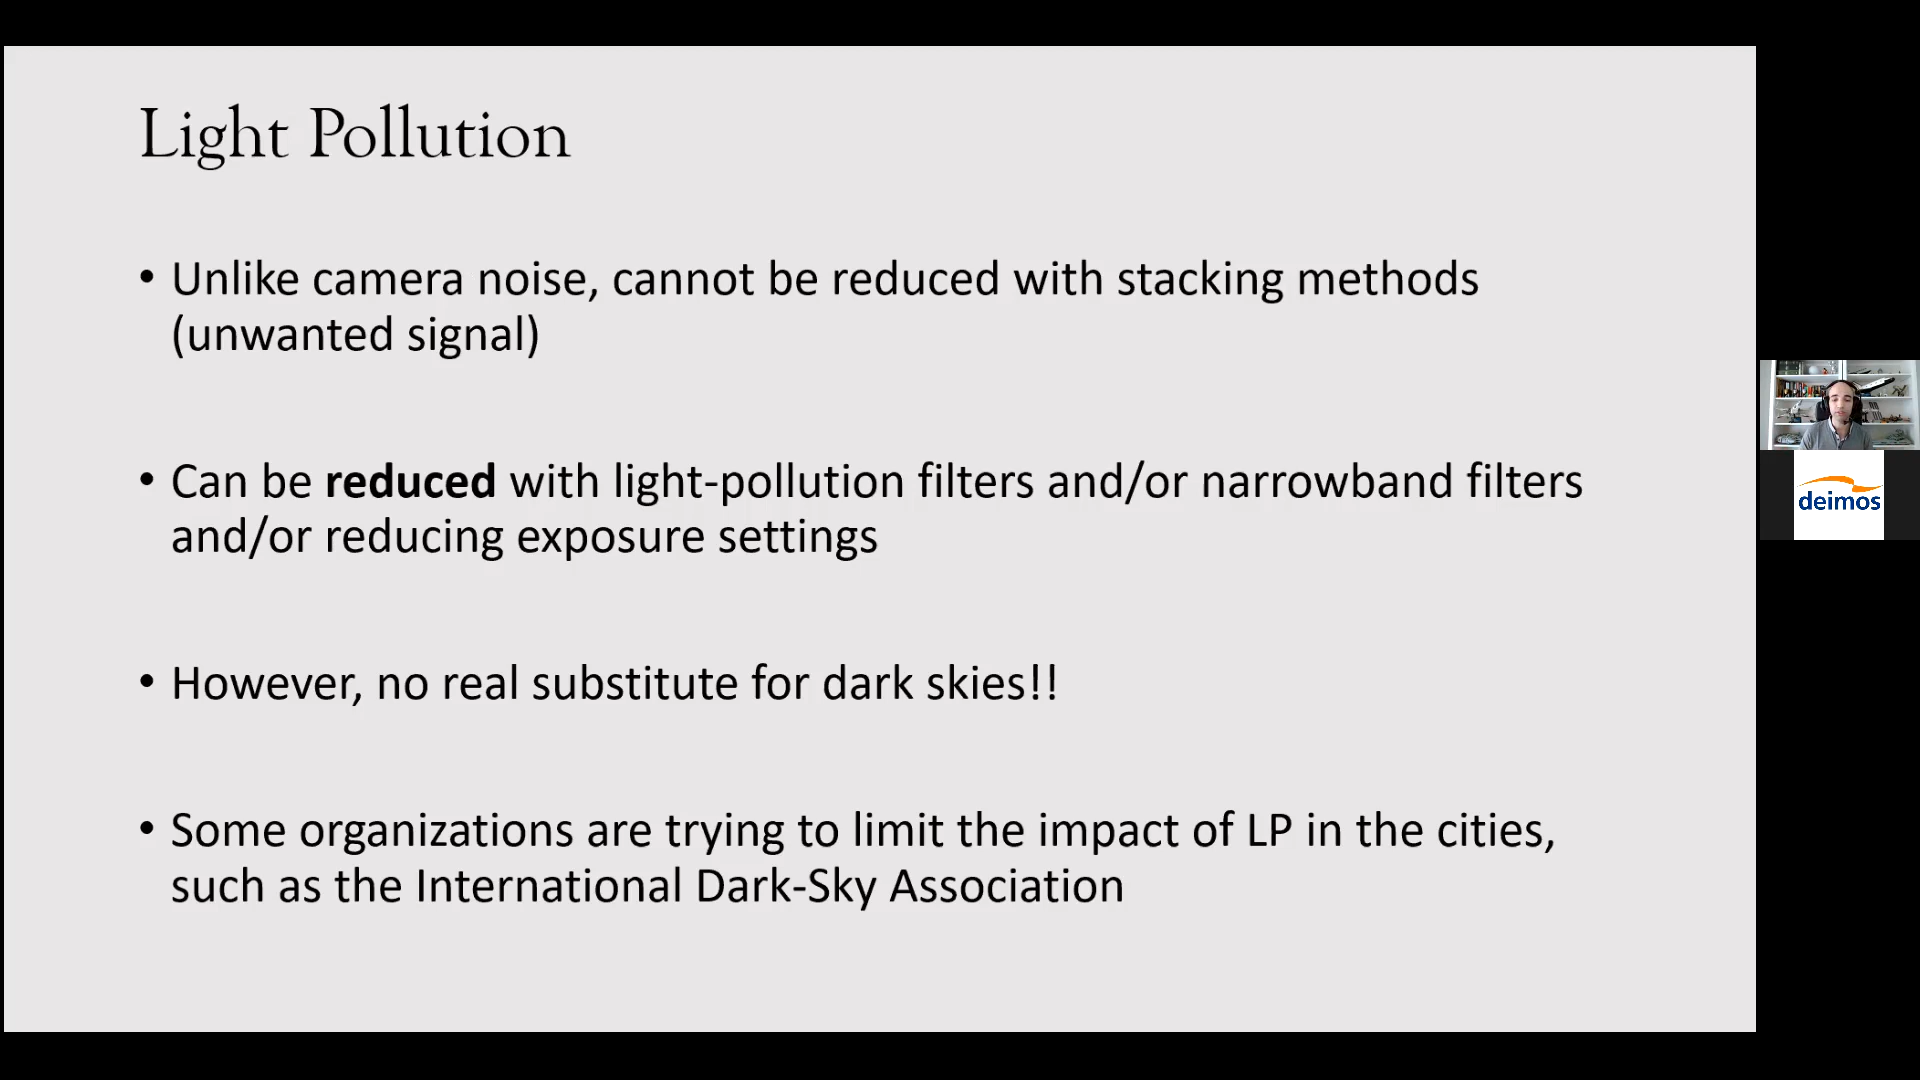 Light Pollution
• Unlike camera noise, cannot be reduced with stacking methods
(unwanted signal)
• Can be reduced with light-pollution filters and/or narrowband filters
and/or reducing exposure settings
• However, no real substitute for dark skies!!
• Some organizations are trying to limit the impact of LP in the cities,
such as the International Dark-Sky Association
deimos